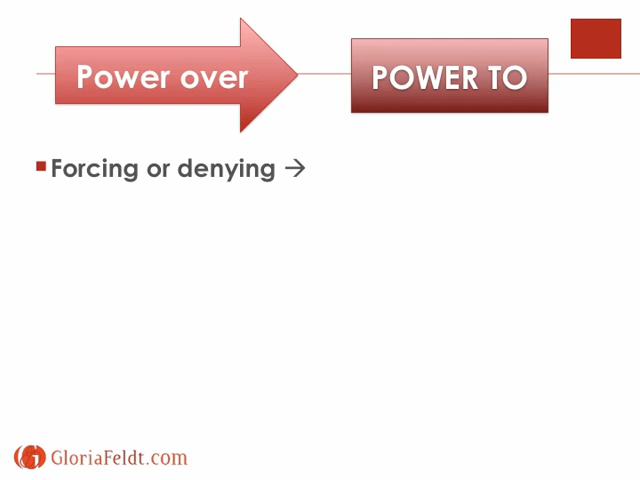 Power over
POWER TO
Forcing or denying →
GloriaFeldt.com